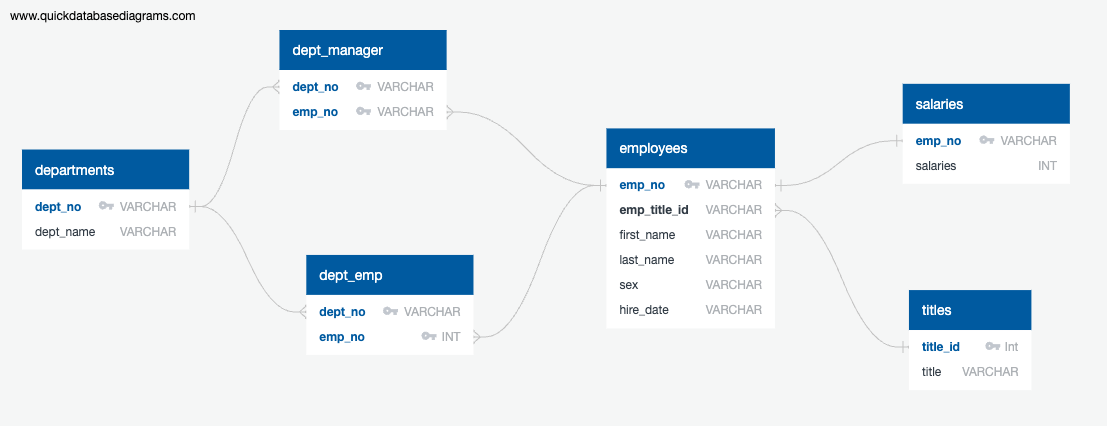 www.quickdatabasediagrams.com
dept_manager
dept_no VARCHAR
emp_no VARCHAR
departments
dept_no VARCHAR
dept_name VARCHAR
dept_emp
dept_no VARCHAR
emp_no INT
employees
emp_no VARCHAR
emp_title_id VARCHAR
first_name VARCHAR
last_name VARCHAR
sex VARCHAR
hire_date VARCHAR
salaries
emp_no VARCHAR
salaries INT
titles
title_id Int
title VARCHAR